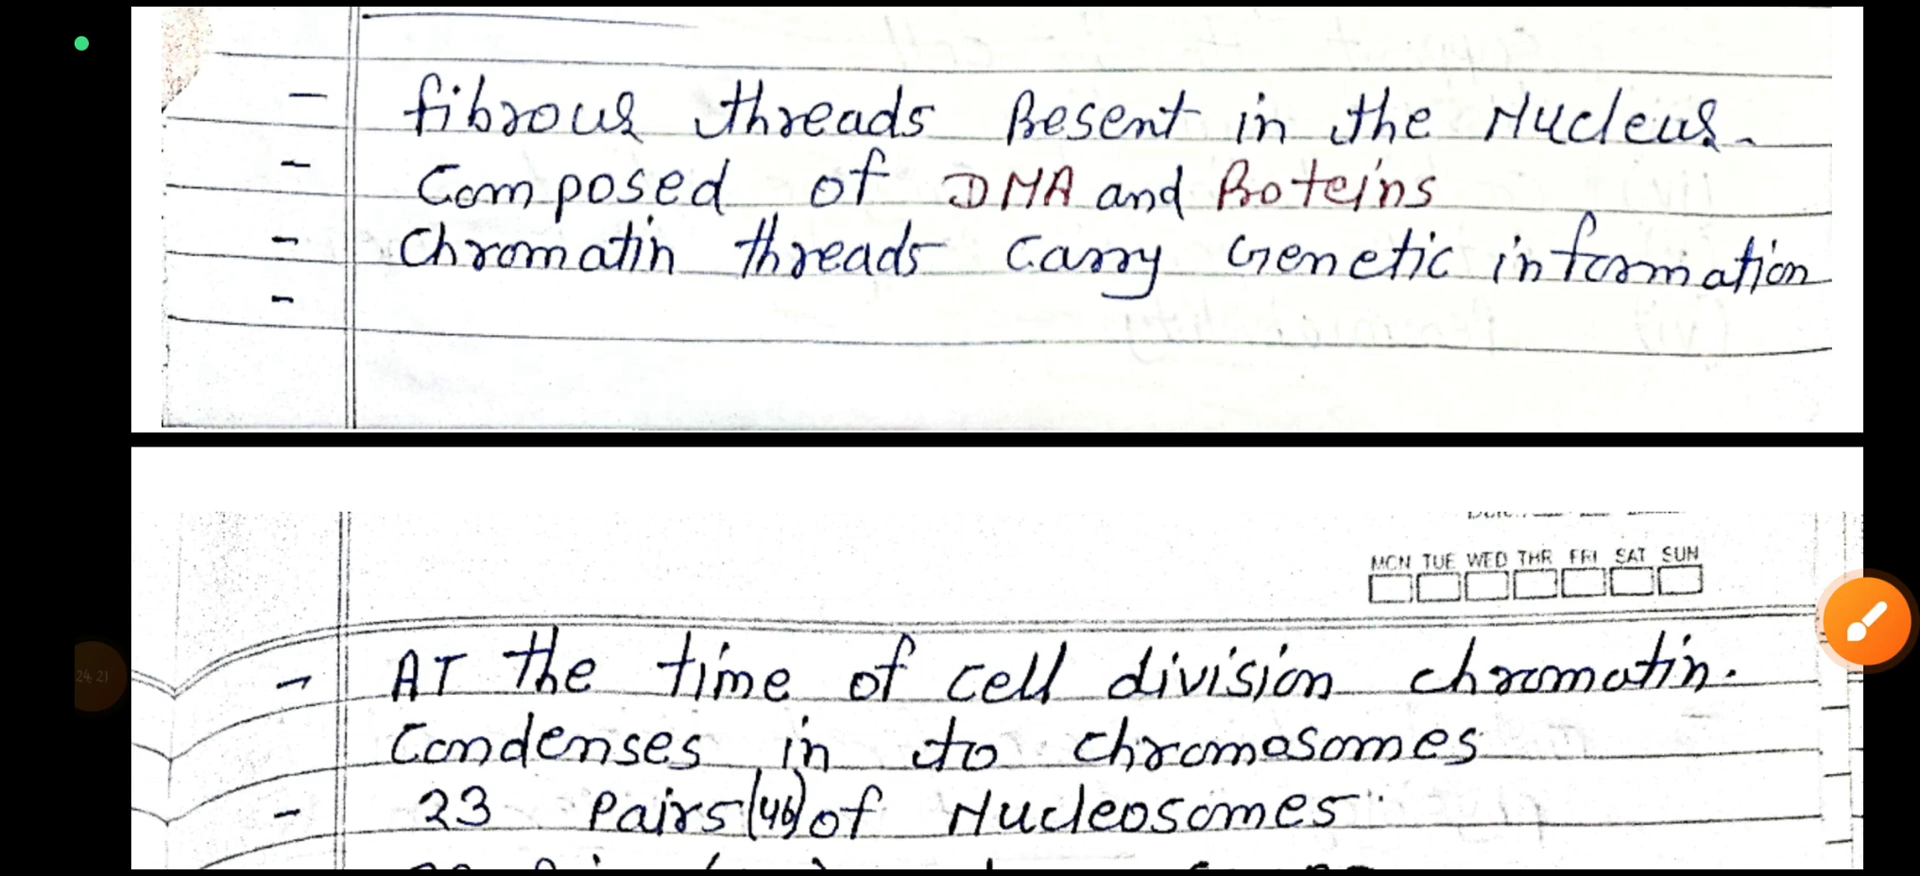 - fibrous threads Present in the Nucleus.
- Composed of DNA and Proteins
- Chromatin threads Carry Genetic information
-
MON TUE WED THR FRI SAT SUN
- AT the time of cell division chromatin.
Condenses in to chromosomes
- 23 Pairs (46) of Nucleosomes
24:21